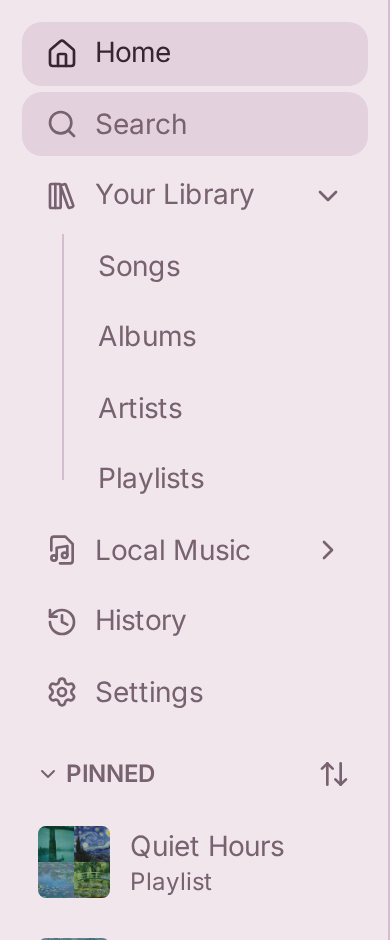 Home
Search
Your Library
Songs
Albums
Artists
Playlists
Local Music
History
Settings
PINNED
Quiet Hours
Playlist